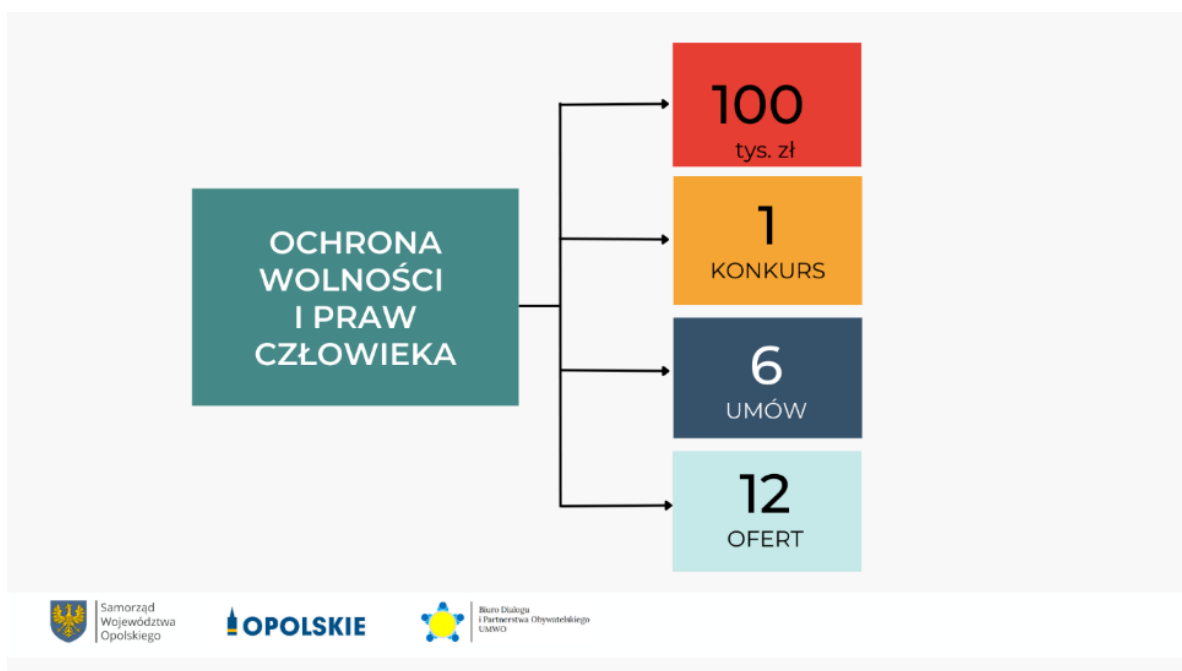 OCHRONA
WOLNOŚCI
I PRAW
CZŁOWIEKA
100
tys. zł
1
KONKURS
6
UMÓW
12
OFERT
Samorząd
Województwa
Opolskiego
OPOLSKIE
Biuro Dialogu
i Partnerstwa Obywatelskiego
UMWO